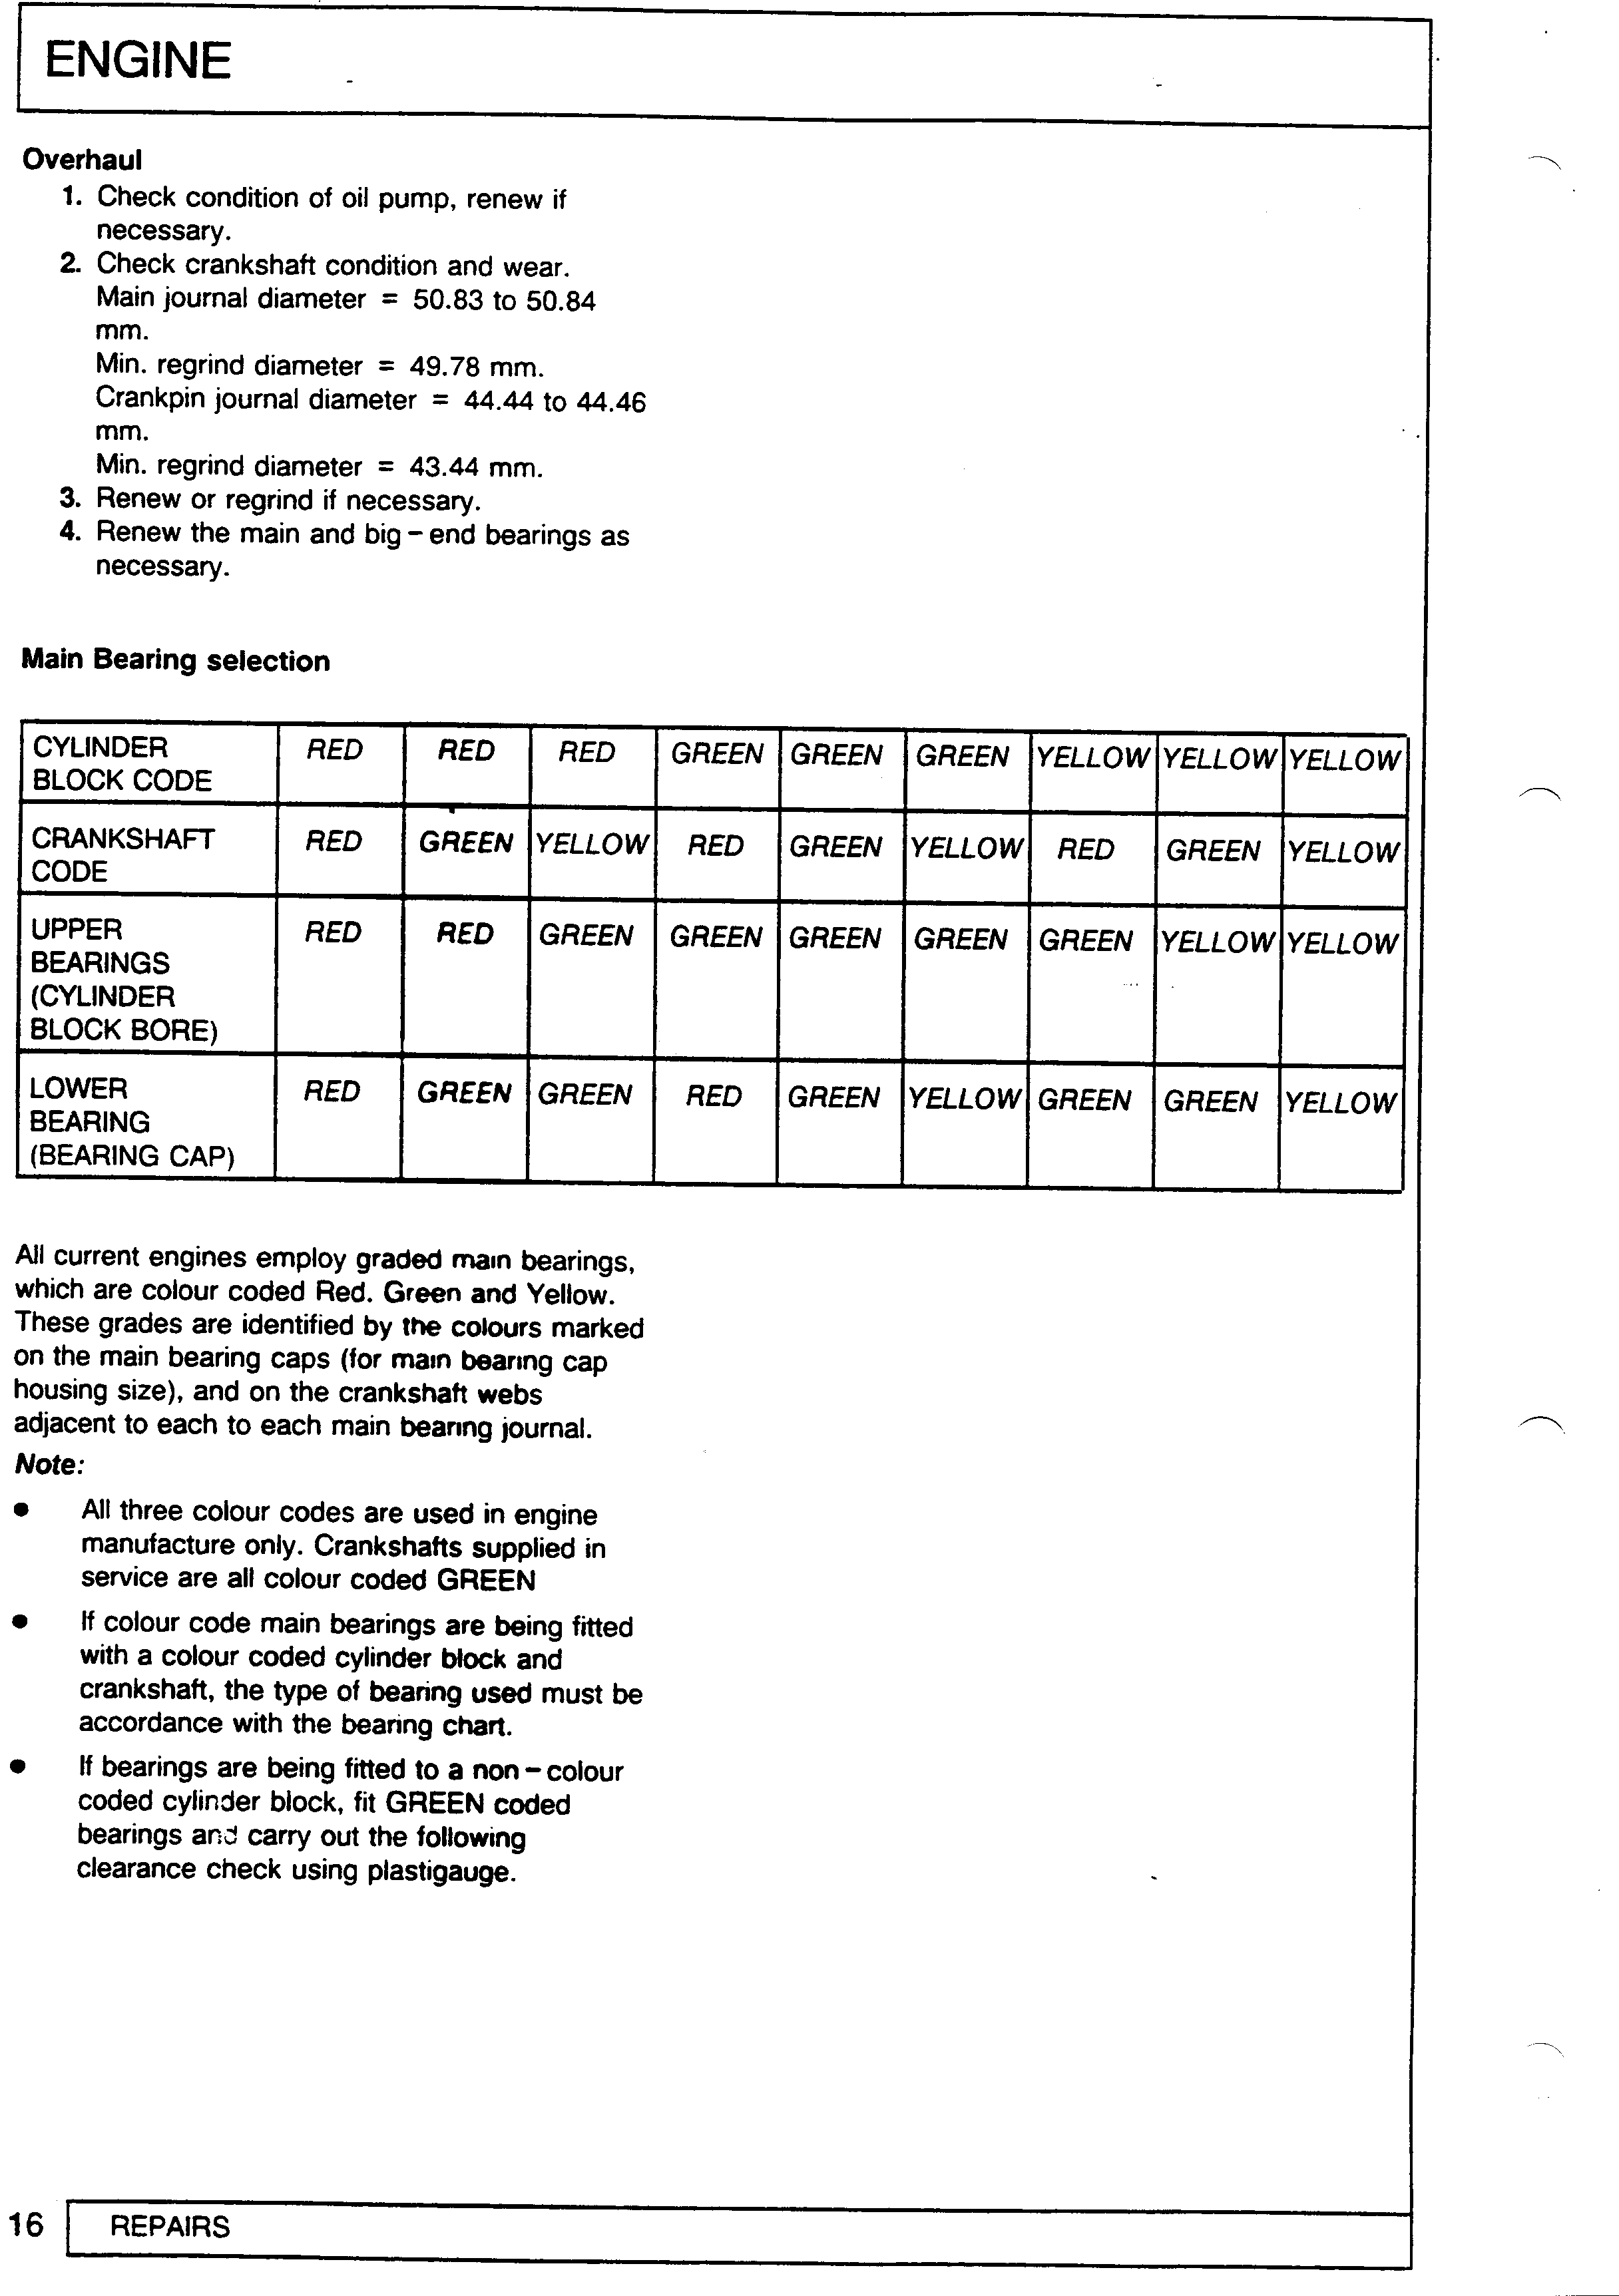 ENGINE
Overhaul
1. Check condition of oil pump, renew if
necessary.
2. Check crankshaft condition and wear.
Main journal diameter = 50.83 to 50.84
mm.
Min. regrind diameter = 49.78 mm.
Crankpin journal diameter = 44.44 to 44.46
mm.
Min. regrind diameter = 43.44 mm.
3. Renew or regrind if necessary.
4. Renew the main and big – end bearings as
necessary.
Main Bearing selection
CYLINDER RED RED RED GREEN GREEN GREEN YELLOW YELLOW YELLOW
BLOCK CODE
CRANKSHAFT RED GREEN YELLOW RED GREEN YELLOW RED GREEN YELLOW
CODE
UPPER RED RED GREEN GREEN GREEN GREEN GREEN YELLOW YELLOW
BEARINGS
(CYLINDER
BLOCK BORE)
LOWER RED GREEN GREEN RED GREEN YELLOW GREEN GREEN YELLOW
BEARING
(BEARING CAP)
All current engines employ graded main bearings,
which are colour coded Red. Green and Yellow.
These grades are identified by the colours marked
on the main bearing caps (for main bearing cap
housing size), and on the crankshaft webs
adjacent to each to each main bearing journal.
Note:
● All three colour codes are used in engine
manufacture only. Crankshafts supplied in
service are all colour coded GREEN
● If colour code main bearings are being fitted
with a colour coded cylinder block and
crankshaft, the type of bearing used must be
accordance with the bearing chart.
● If bearings are being fitted to a non – colour
coded cylinder block, fit GREEN coded
bearings and carry out the following
clearance check using plastigauge.
16 REPAIRS